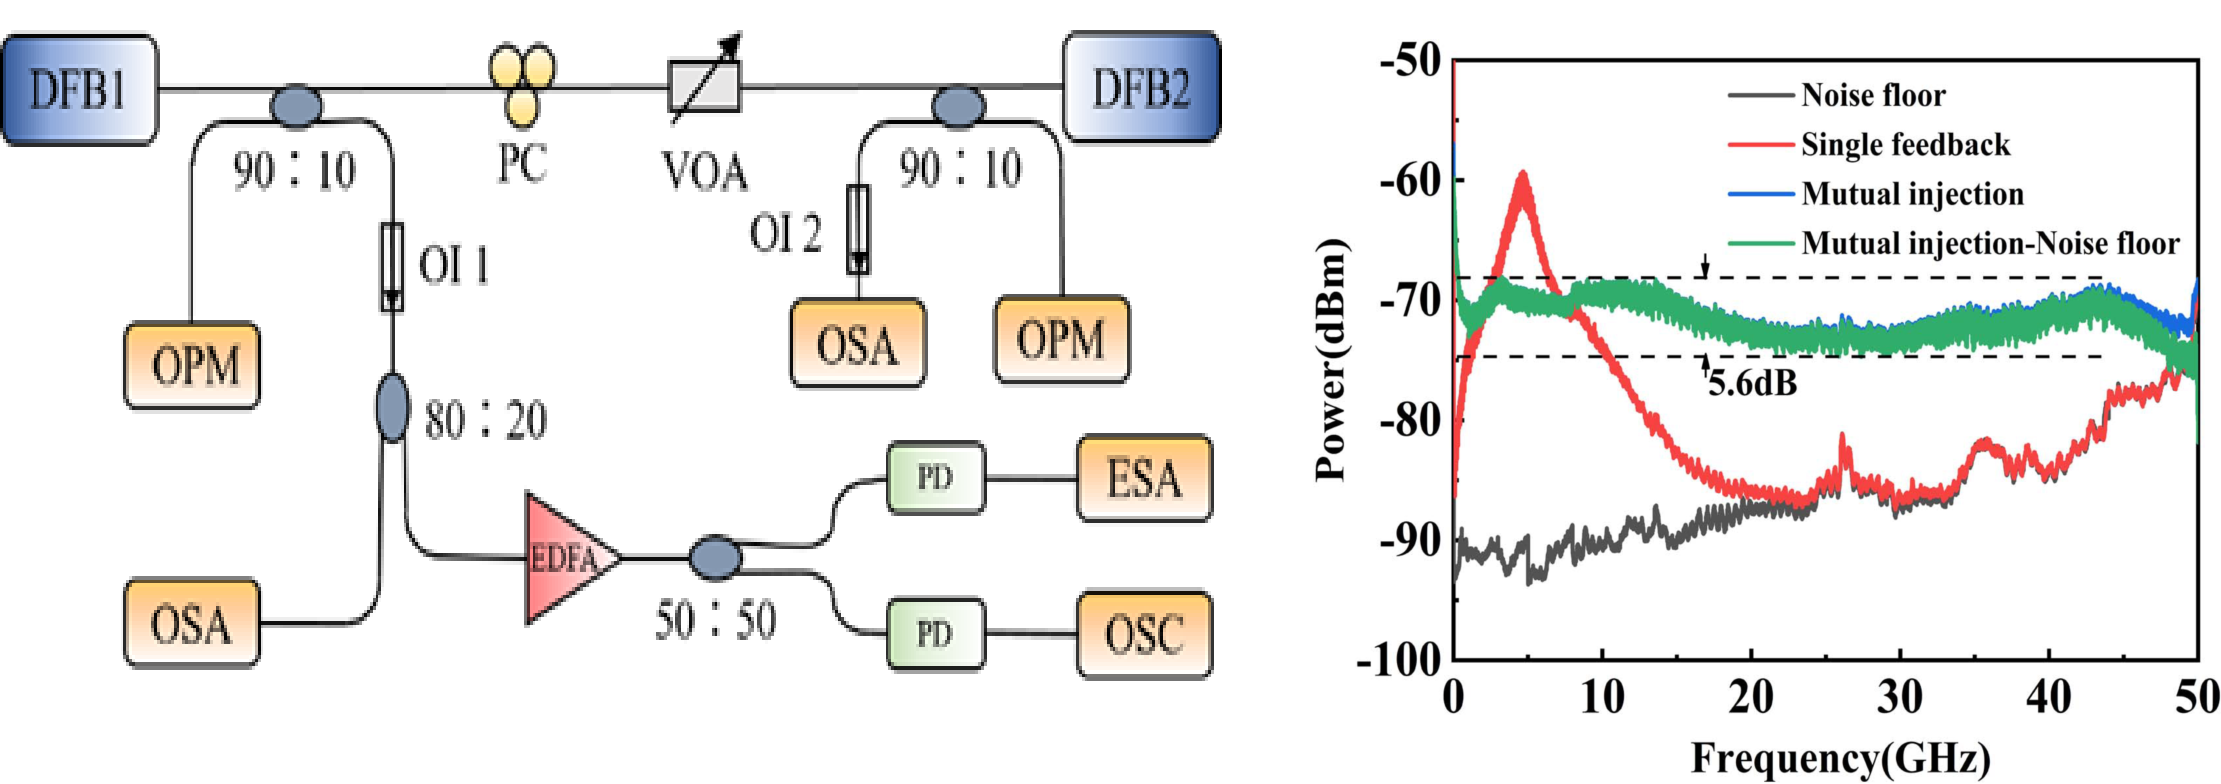 DFB1
PC
VOA
DFB2
90:10
90:10
OI 1
OI 2
OPM
OSA
OPM
80:20
PD
ESA
EDFA
OSA
50:50
PD
OSC
-50
-60
-70
-80
-90
-100
Power(dBm)
Noise floor
Single feedback
Mutual injection
Mutual injection-Noise floor
5.6dB
0 10 20 30 40 50
Frequency(GHz)